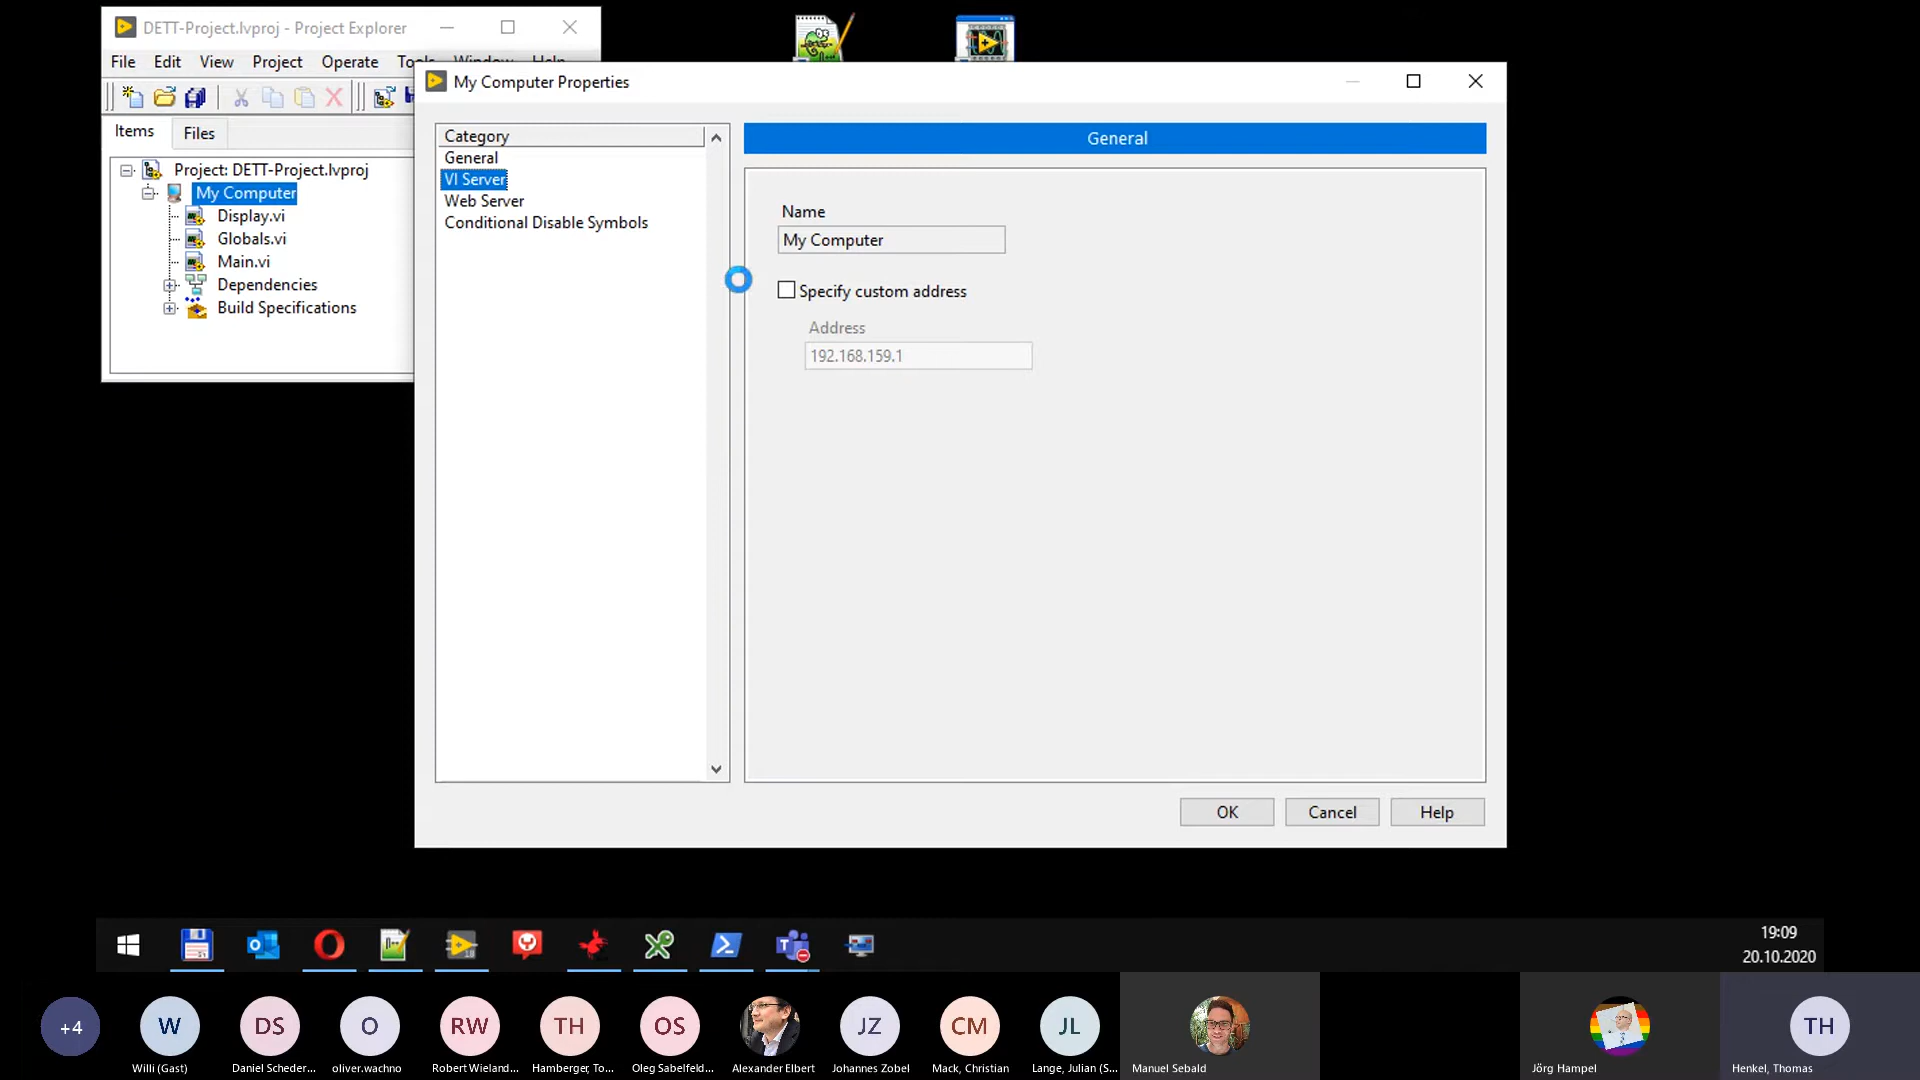 DETT-Project.lvproj - Project Explorer
File Edit View Project Operate Tools Window Help
Items Files
Project: DETT-Project.lvproj
My Computer
Display.vi
Globals.vi
Main.vi
Dependencies
Build Specifications
My Computer Properties
Category
General
VI Server
Web Server
Conditional Disable Symbols
General
Name
My Computer
Specify custom address
Address
192.168.159.1
OK Cancel Help
19:09
20.10.2020
+4 W DS O RW TH OS JZ CM JL TH
Willi (Gast) Daniel Scheder... oliver.wachno Robert Wieland... Hamberger, To... Oleg Sabelfeld... Alexander Elbert Johannes Zobel Mack, Christian Lange, Julian (S... Manuel Sebald Jörg Hampel Henkel, Thomas